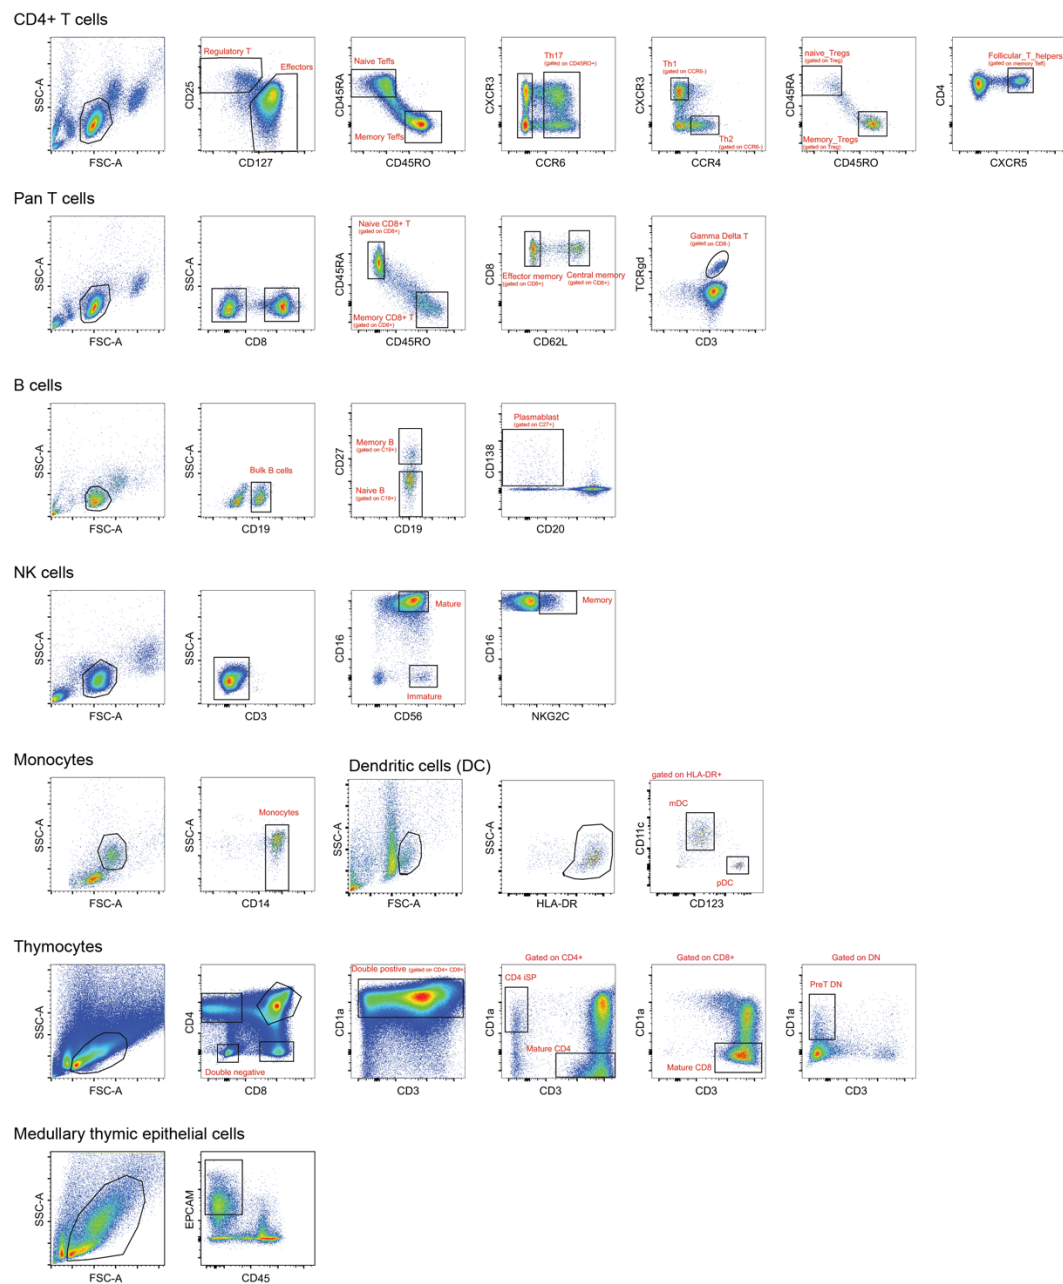 CD4+ T cells
SSC-A
FSC-A
Regulatory T
Effectors
CD25
CD127
Naive Teffs
Memory Teffs
CD45RA
CD45RO
Th17
(gated on CD45RO+)
CXCR3
CCR6
Th1
(gated on CCR6-)
Th2
(gated on CCR6-)
CXCR3
CCR4
naive_Tregs
(gated on Treg)
Memory_Tregs
(gated on Treg)
CD45RA
CD45RO
Follicular_T_helpers
(gated on memory Teff)
CD4
CXCR5
Pan T cells
SSC-A
FSC-A
SSC-A
CD8
Naive CD8+ T
(gated on CD8+)
Memory CD8+ T
(gated on CD8+)
CD45RA
CD45RO
Effector memory
(gated on CD8+)
Central memory
(gated on CD8+)
CD8
CD62L
Gamma Delta T
(gated on CD8-)
TCRgd
CD3
B cells
SSC-A
FSC-A
Bulk B cells
SSC-A
CD19
Memory B
(gated on C19+)
Naive B
(gated on C19+)
CD27
CD19
Plasmablast
(gated on C27+)
CD138
CD20
NK cells
SSC-A
FSC-A
SSC-A
CD3
Mature
Immature
CD16
CD56
Memory
CD16
NKG2C
Monocytes
SSC-A
FSC-A
Monocytes
SSC-A
CD14
Dendritic cells (DC)
SSC-A
FSC-A
SSC-A
HLA-DR
gated on HLA-DR+
mDC
pDC
CD11c
CD123
Thymocytes
SSC-A
FSC-A
CD4
Double negative
CD8
Double postive (gated on CD4+ CD8+)
CD1a
CD3
Gated on CD4+
CD4 iSP
Mature CD4
CD1a
CD3
Gated on CD8+
Mature CD8
CD1a
CD3
Gated on DN
PreT DN
CD1a
CD3
Medullary thymic epithelial cells
SSC-A
FSC-A
EPCAM
CD45